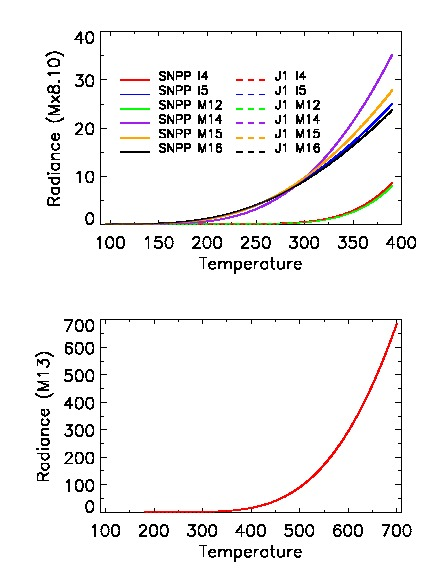 40
30
20
10
0
Radiance (Mx8.10)
SNPP I4 J1 I4
SNPP I5 J1 I5
SNPP M12 J1 M12
SNPP M14 J1 M14
SNPP M15 J1 M15
SNPP M16 J1 M16
100 150 200 250 300 350 400
Temperature
700
600
500
400
300
200
100
0
Radiance (M13)
100 200 300 400 500 600 700
Temperature